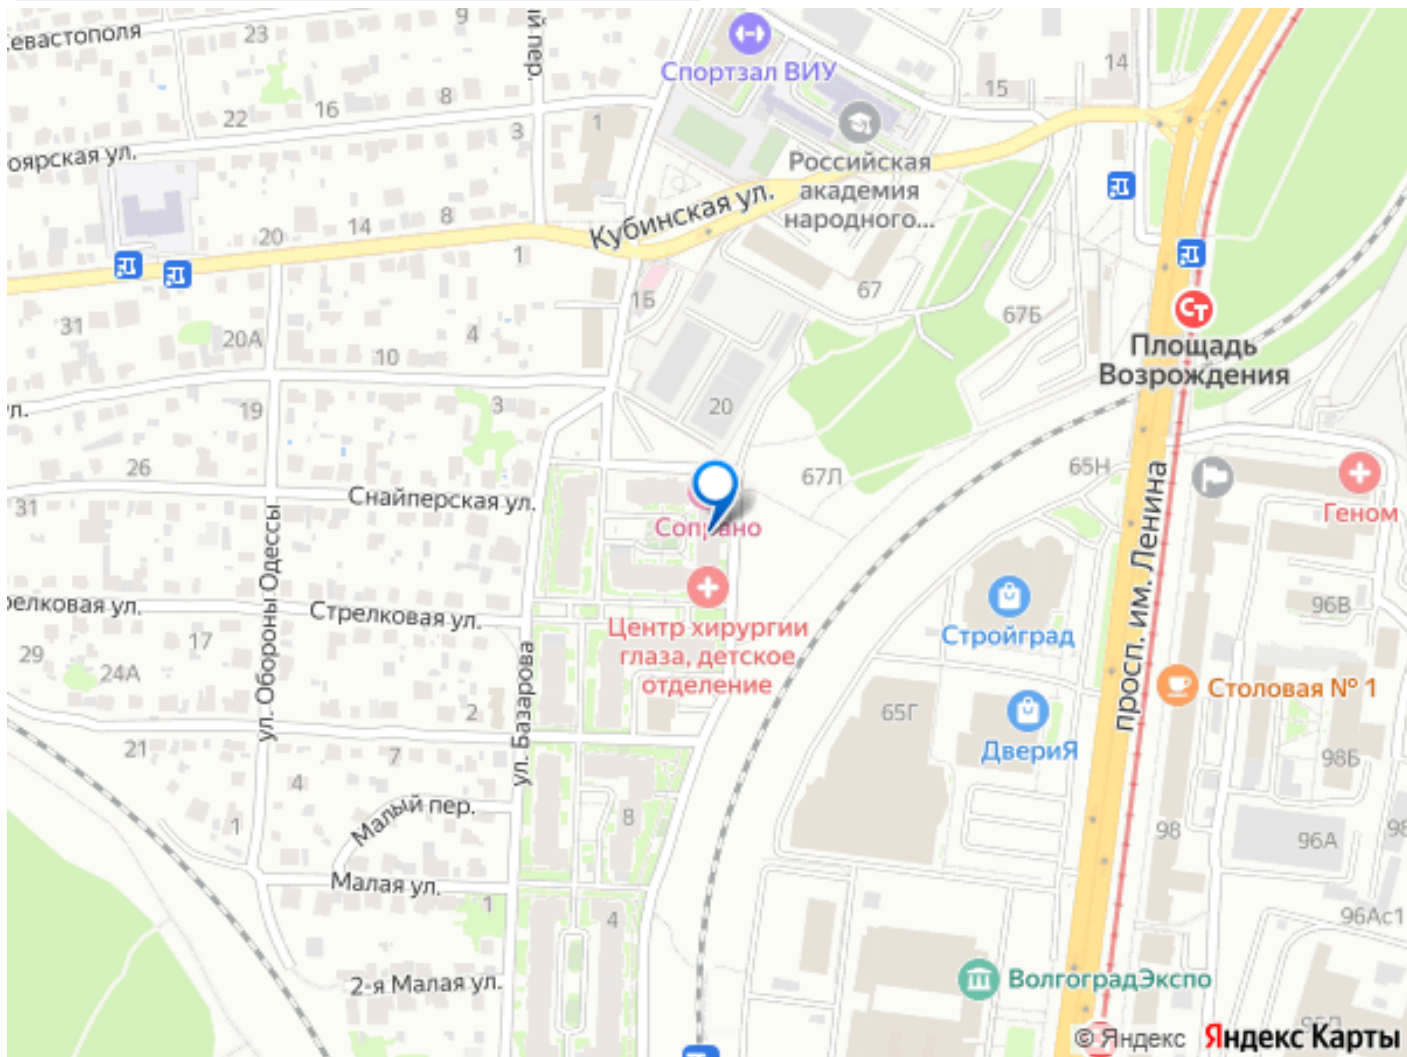 евастополя
23
9
й пер.
Спортзал ВИУ
14
15
22
16
8
3
1
Российская
академия
народного...
оярская ул.
Кубинская ул.
20
14
8
1
31
20А
10
4
1Б
67
67Б
Площадь
Возрождения
л.
19
3
20
26
31
Снайперская ул.
67Л
65Н
просп. им. Ленина
Геном
Сопрано
ул. Обороны Одессы
релковая ул.
17
Стрелковая ул.
Центр хирургии
глаза, детское
отделение
Стройград
96В
29
24А
2
ул. Базарова
65Г
ДвериЯ
Столовая № 1
21
7
4
98Б
1
Малый пер.
8
98
96А
98
Малая ул.
1
4
96Ас1
2-я Малая ул.
ВолгоградЭкспо
© Яндекс Яндекс Карты